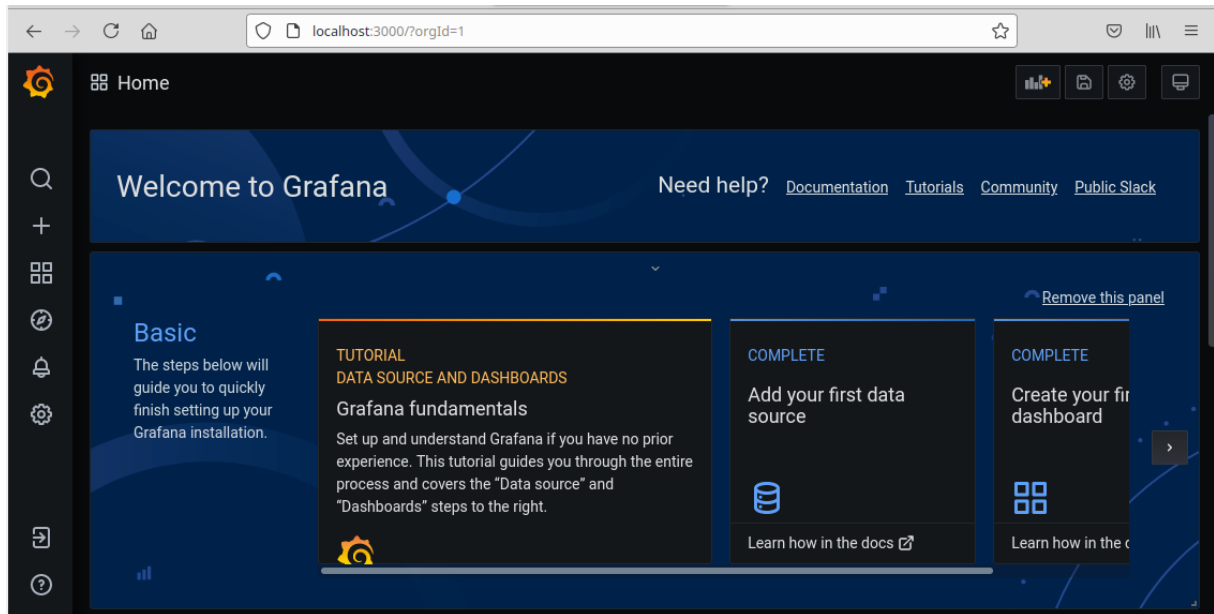 localhost:3000/?orgId=1
Home
Welcome to Grafana
Need help? Documentation Tutorials Community Public Slack
Remove this panel
Basic
The steps below will
guide you to quickly
finish setting up your
Grafana installation.
TUTORIAL
DATA SOURCE AND DASHBOARDS
Grafana fundamentals
Set up and understand Grafana if you have no prior
experience. This tutorial guides you through the entire
process and covers the “Data source” and
“Dashboards” steps to the right.
COMPLETE
Add your first data
source
Learn how in the docs
COMPLETE
Create your
dashboard
Learn how in the